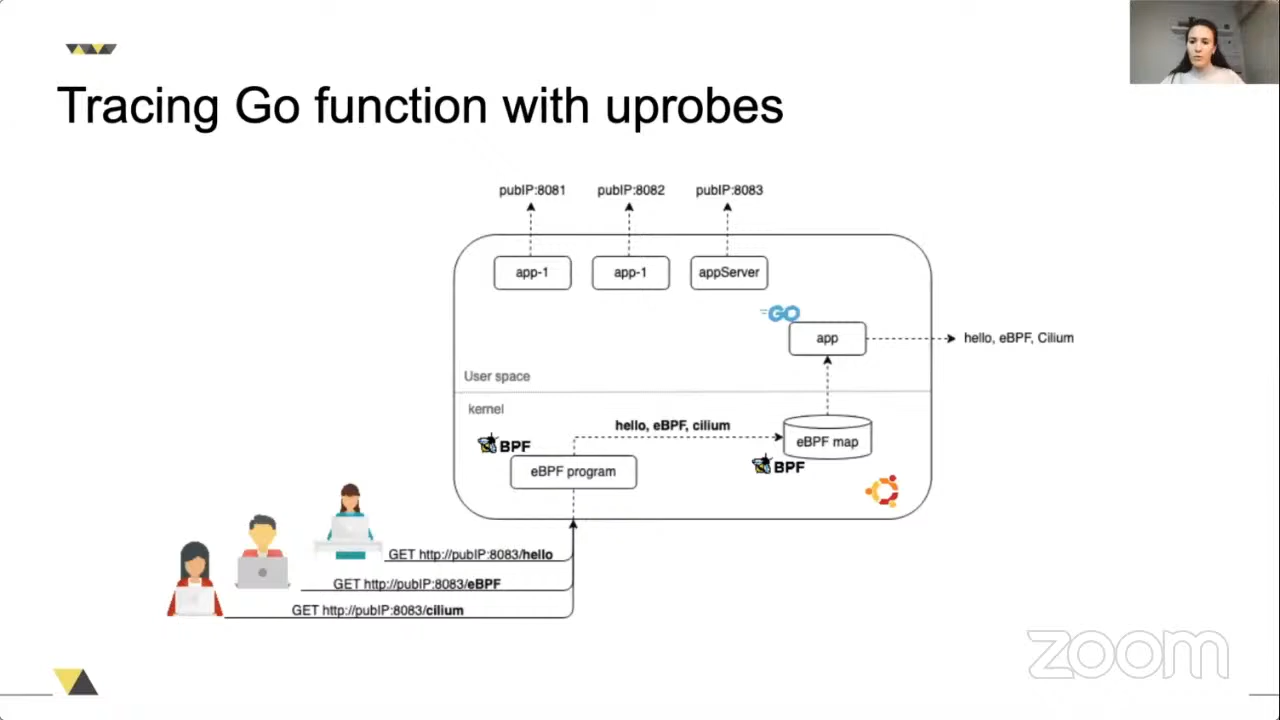 Tracing Go function with uprobes
pubIP:8081 pubIP:8082 pubIP:8083
app-1 app-1 appServer
GO
app
hello, eBPF, Cilium
User space
kernel
hello, eBPF, cilium
BPF
eBPF map
BPF
eBPF program
GET http://pubIP:8083/hello
GET http://pubIP:8083/eBPF
GET http://pubIP:8083/cilium
zoom